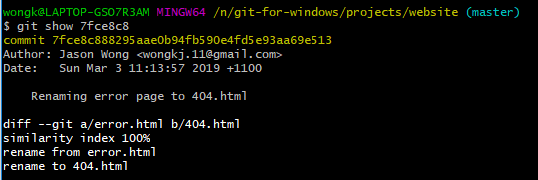 wongk@LAPTOP-GSO7R3AM MINGW64 /n/git-for-windows/projects/website (master)
$ git show 7fce8c8
commit 7fce8c888295aae0b94fb590e4fd5e93aa69e513
Author: Jason Wong <wongkj.11@gmail.com>
Date:   Sun Mar 3 11:13:57 2019 +1100

    Renaming error page to 404.html

diff --git a/error.html b/404.html
similarity index 100%
rename from error.html
rename to 404.html